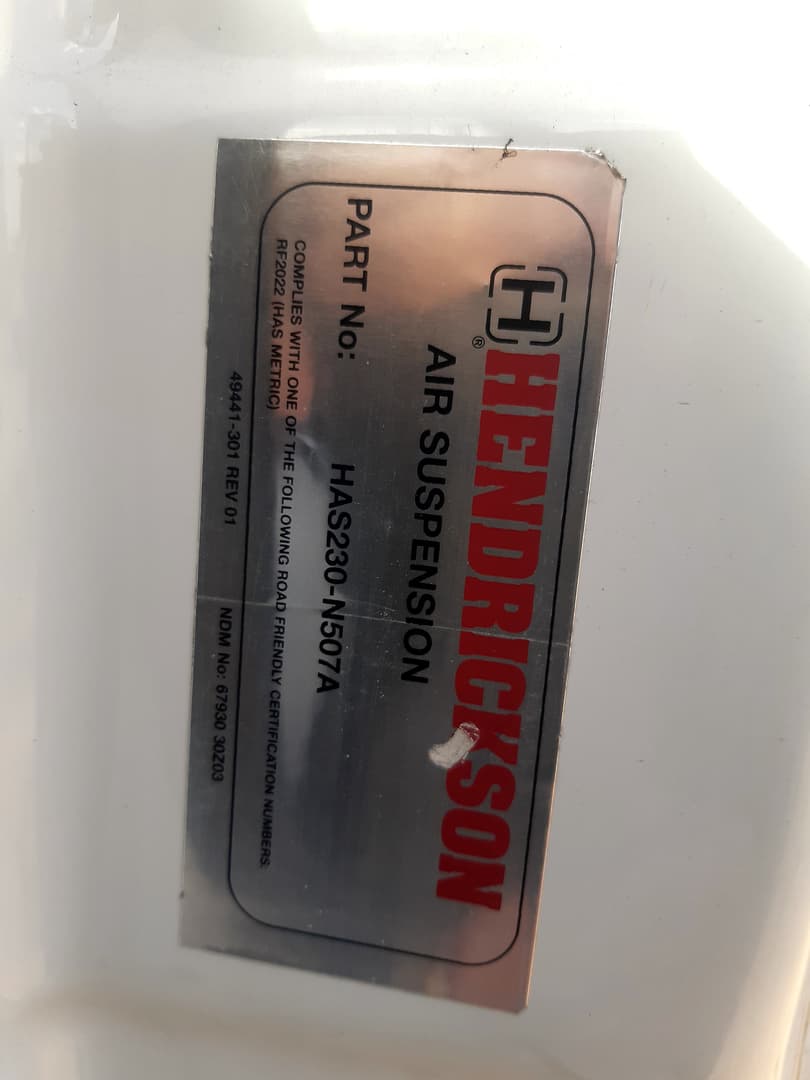 H® HENDRICKSON
AIR SUSPENSION
PART No: HAS230-N507A
COMPLIES WITH ONE OF THE FOLLOWING ROAD FRIENDLY CERTIFICATION NUMBERS:
RF2022 (HAS METRIC)
49441-301 REV 01 NDM No: 67930 30Z03